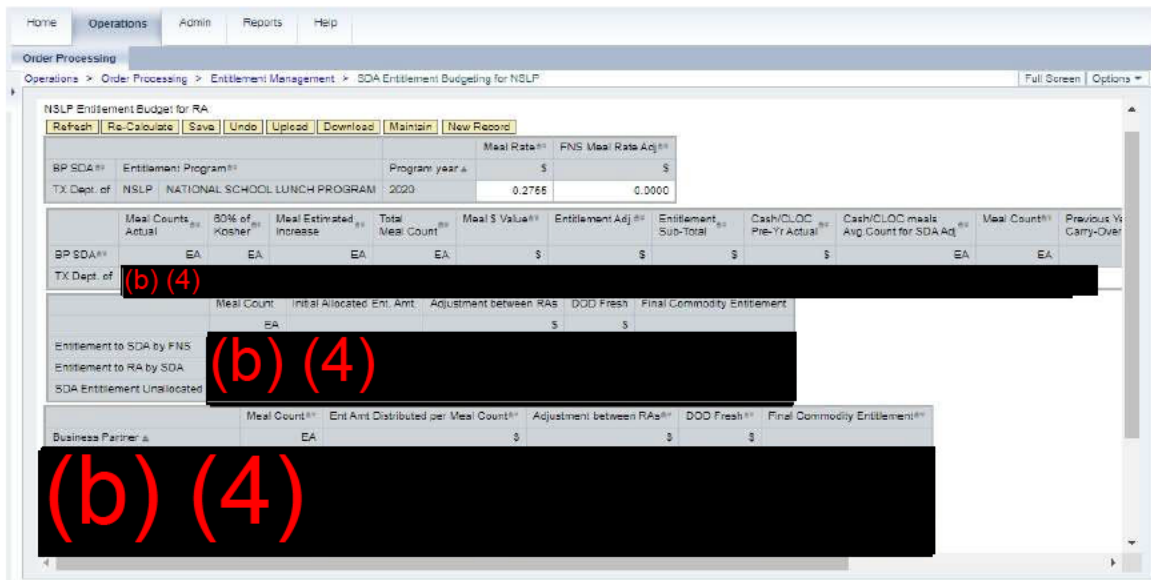 Home Operations Admin Reports Help
Order Processing
Operations > Order Processing > Entitlement Management > SDA Entitlement Budgeting for NSLP Full Screen Options
NSLP Entitlement Budget for RA
Refresh Re-Calculate Save Undo Upload Download Maintain New Record
Meal Rate FNS Meal Rate Adj
BP SDA Entitlement Program Program year $ $
TX Dept. of NSLP NATIONAL SCHOOL LUNCH PROGRAM 2020 0.2765 0.0000
Meal Counts 60% of Meal Estimated Total Meal $ Value Entitlement Adj Entitlement Cash/CLOC Cash/CLOC meals Meal Count Previous
Actual Kosher Increase Meal Count Sub-Total Pre-Yr Actual Avg.Count for SDA Adj Carry-Over
BP SDA EA EA EA EA $ $ $ $ EA EA
TX Dept. of (b) (4)
Meal Count Initial Allocated Ent. Amt. Adjustment between RAs DOD Fresh Final Commodity Entitlement
EA $ $
Entitlement to SDA by FNS
Entitlement to RA by SDA (b) (4)
SDA Entitlement Unallocated
Meal Count Ent Amt Distributed per Meal Count Adjustment between RAs DOD Fresh Final Commodity Entitlement
Business Partner EA $ $ $
(b) (4)